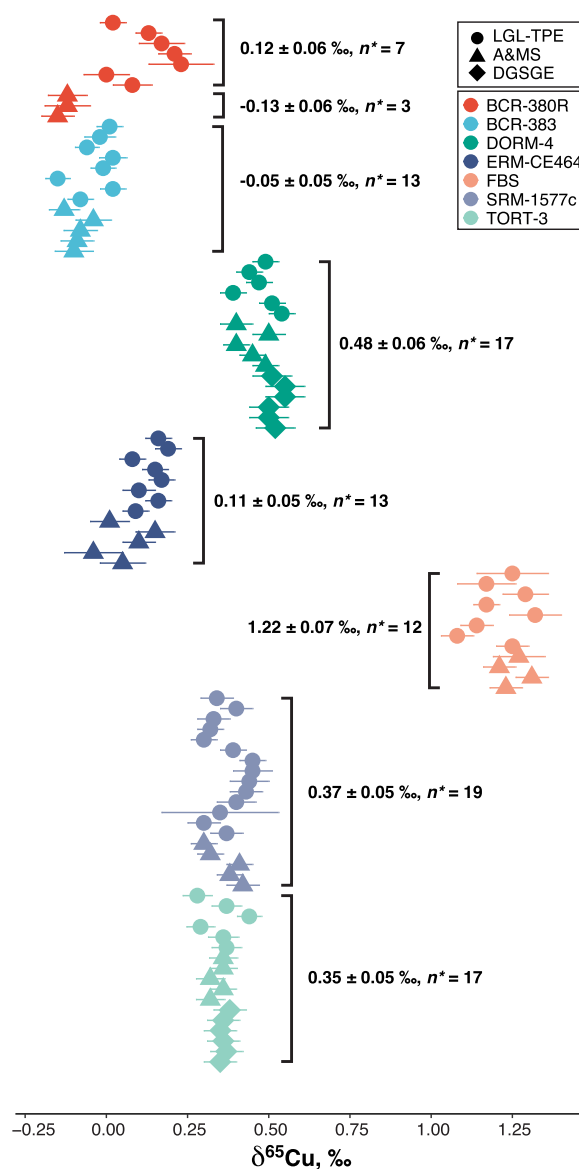 LGL-TPE
A&MS
DGSGE
BCR-380R
BCR-383
DORM-4
ERM-CE464
FBS
SRM-1577c
TORT-3
0.12 ± 0.06 ‰, n* = 7
-0.13 ± 0.06 ‰, n* = 3
-0.05 ± 0.05 ‰, n* = 13
0.48 ± 0.06 ‰, n* = 17
0.11 ± 0.05 ‰, n* = 13
1.22 ± 0.07 ‰, n* = 12
0.37 ± 0.05 ‰, n* = 19
0.35 ± 0.05 ‰, n* = 17
−0.25 0.00 0.25 0.50 0.75 1.00 1.25
δ⁶⁵Cu, ‰